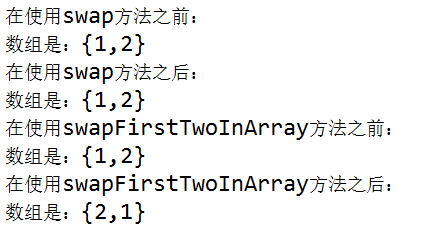 在使用swap方法之前:
数组是: {1,2}
在使用swap方法之后:
数组是: {1,2}
在使用swapFirstTwoInArray方法之前:
数组是: {1,2}
在使用swapFirstTwoInArray方法之后:
数组是: {2,1}